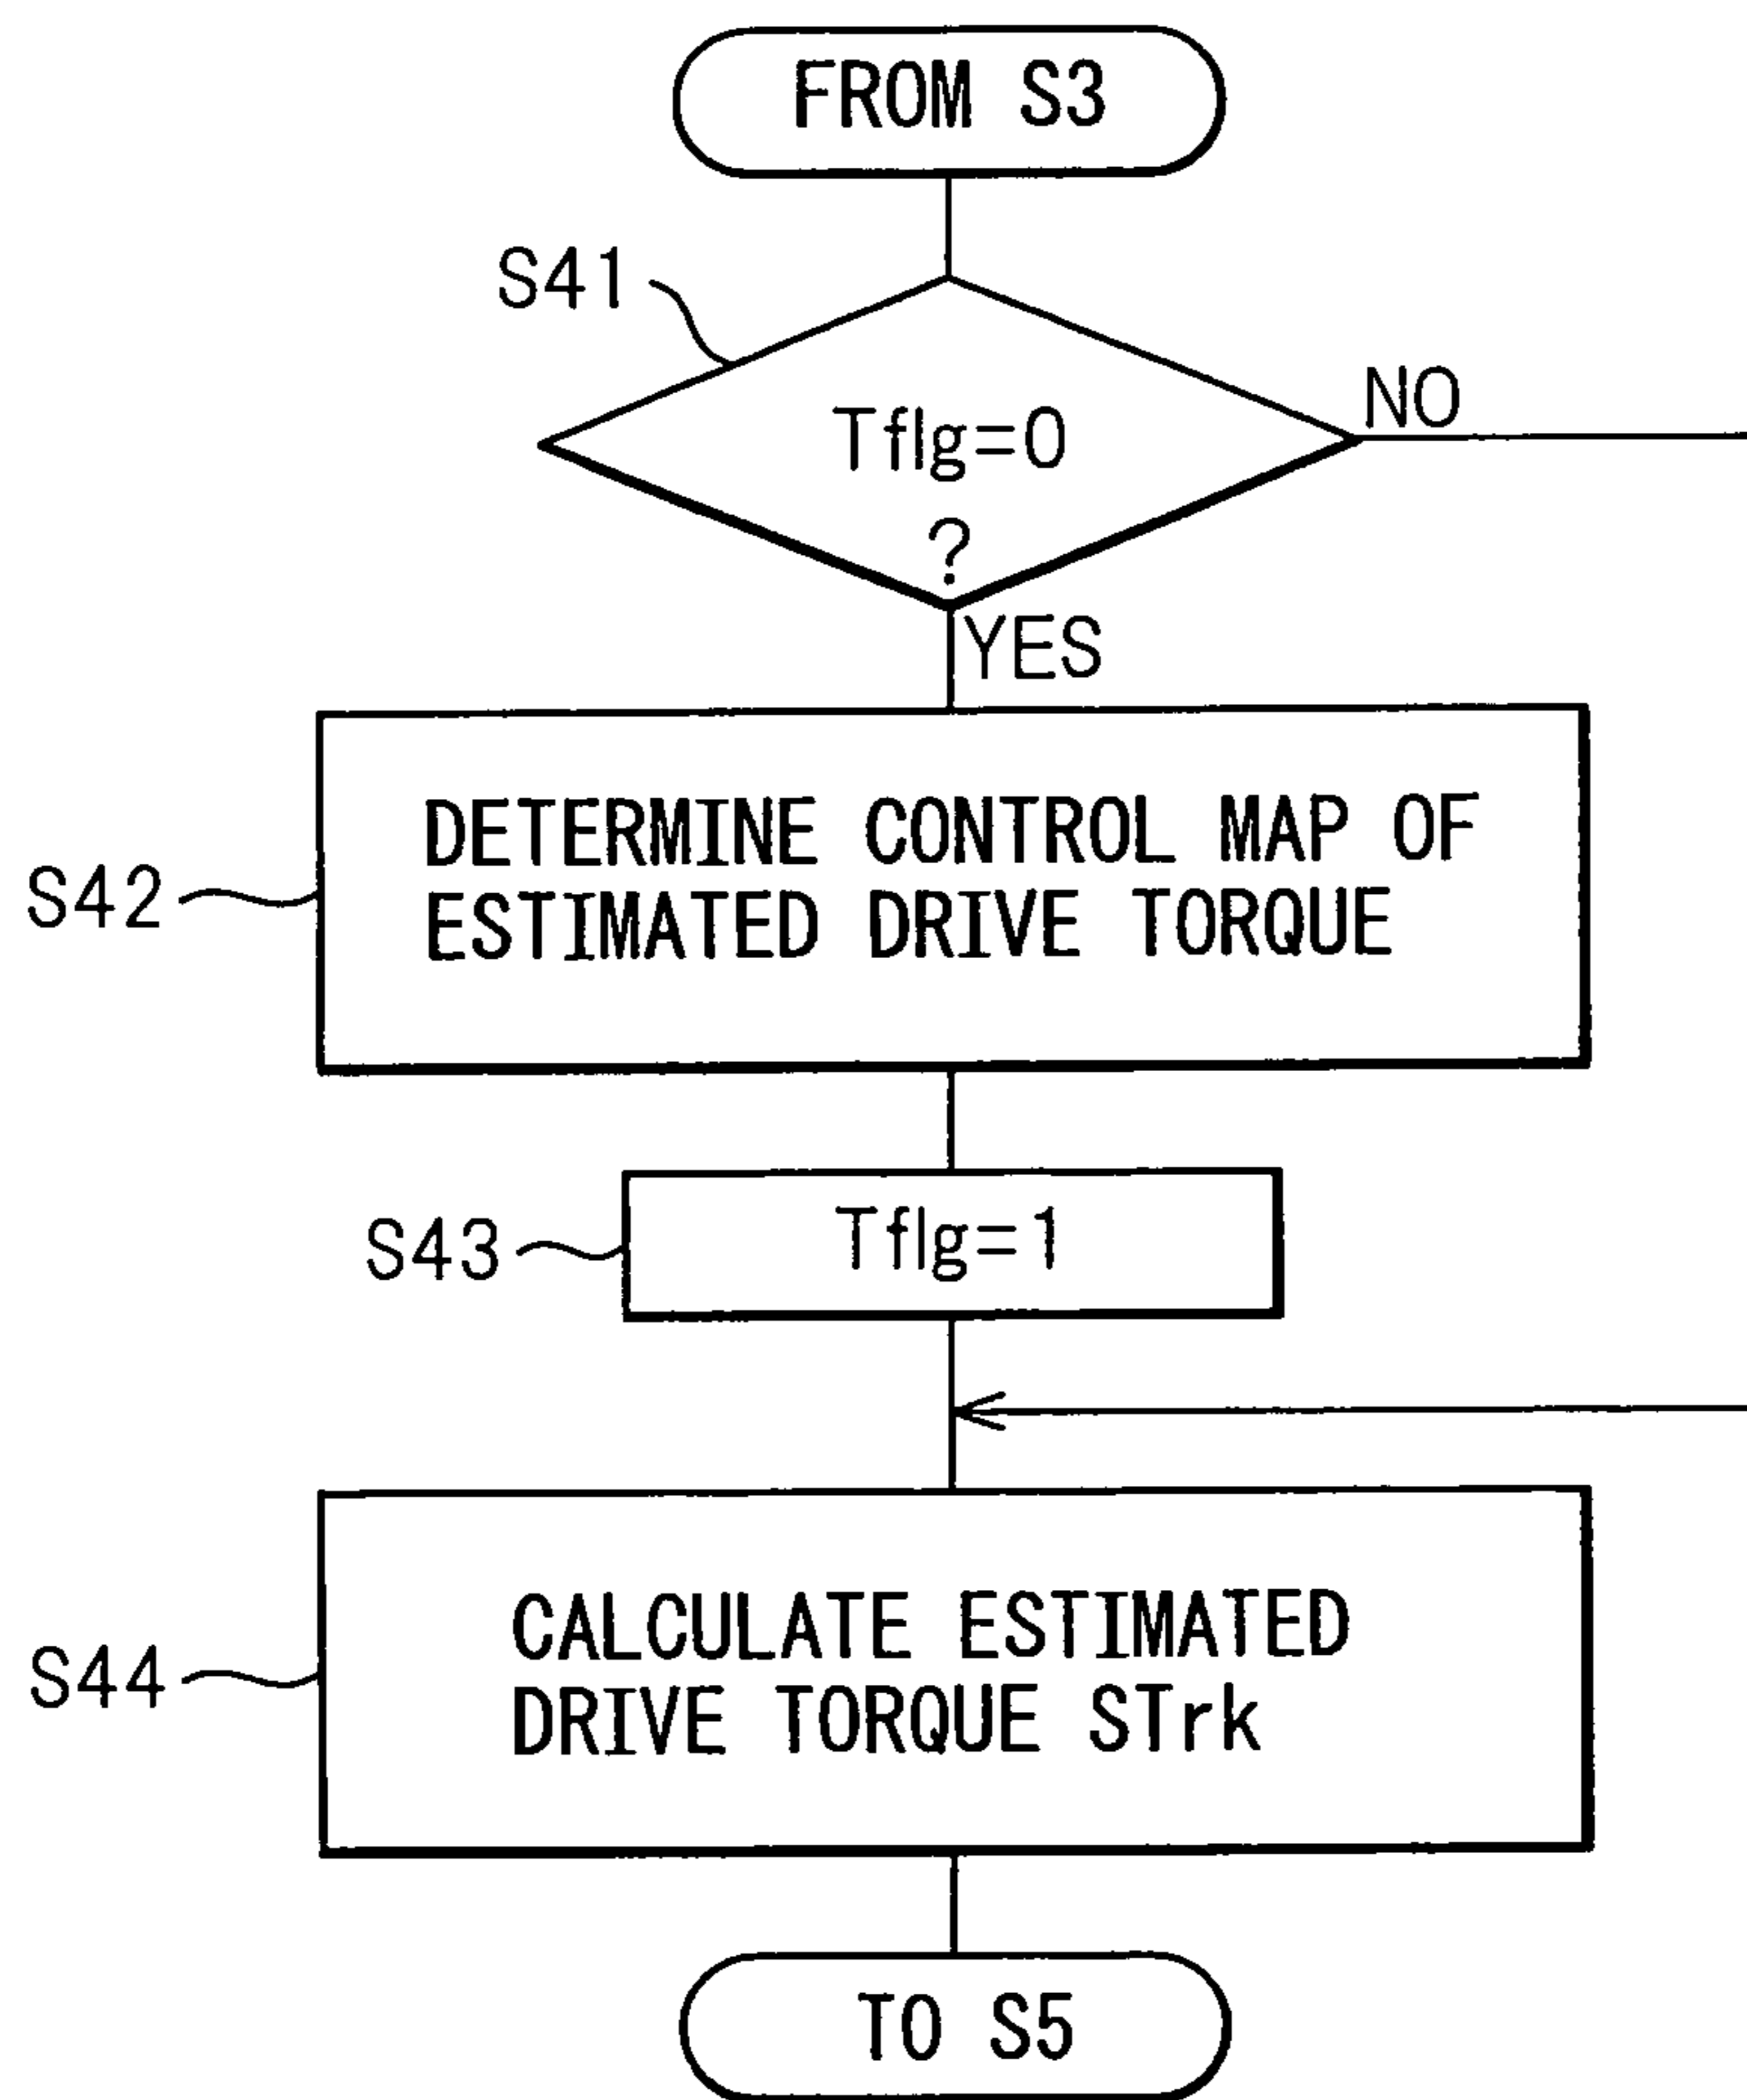 FROM S3
S41
Tflg=0
?
NO
YES
S42
DETERMINE CONTROL MAP OF
ESTIMATED DRIVE TORQUE
S43
Tflg=1
S44
CALCULATE ESTIMATED
DRIVE TORQUE STrk
TO S5